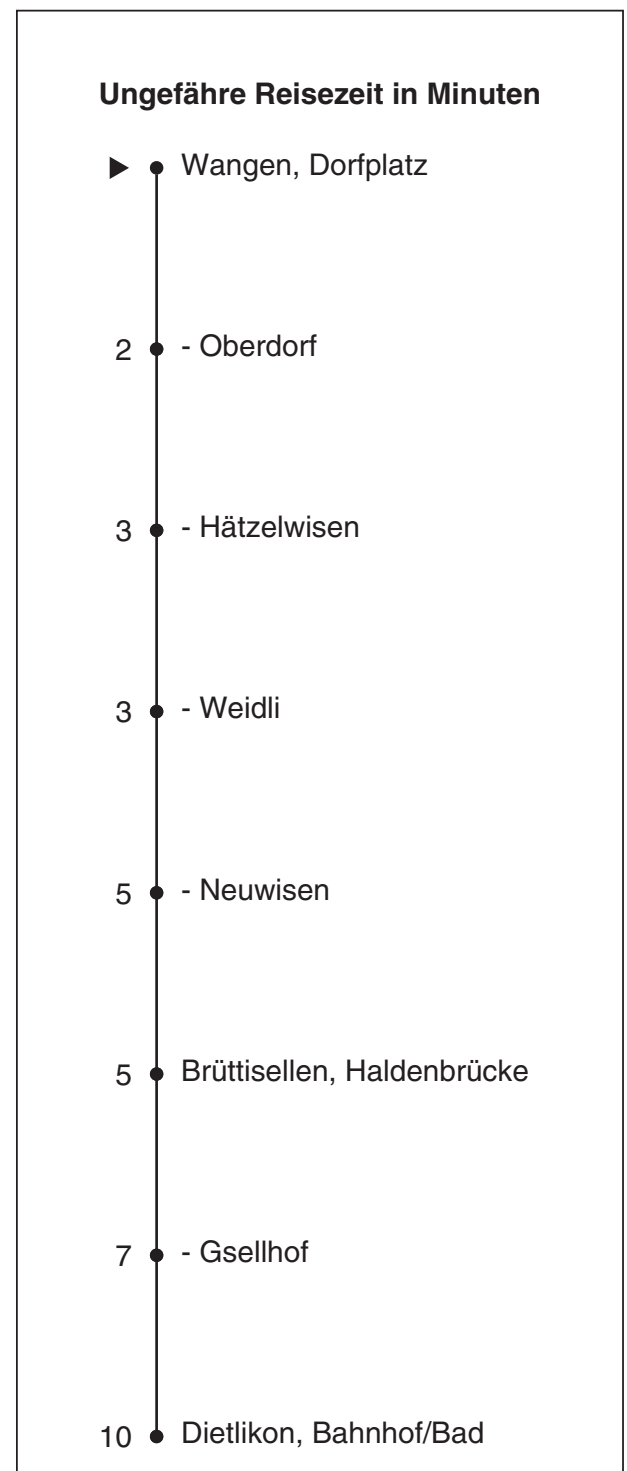 Ungefähre Reisezeit in Minuten
Wangen, Dorfplatz
2 - Oberdorf
3 - Hätzelwisen
3 - Weidli
5 - Neuwisen
5 Brüttisellen, Haldenbrücke
7 - Gsellhof
10 Dietlikon, Bahnhof/Bad